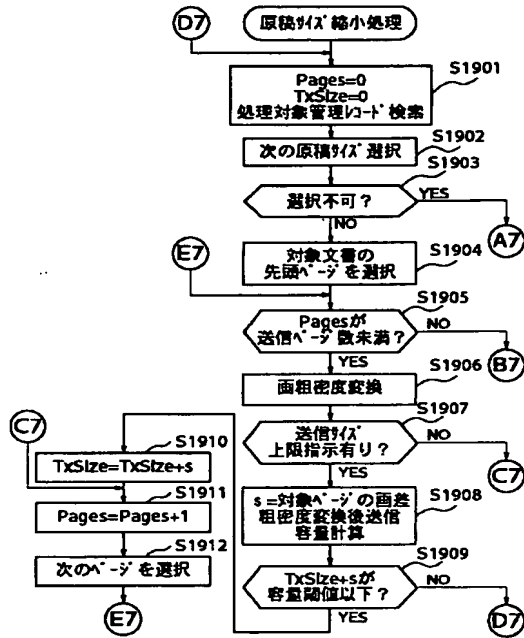 D7
原稿ｻｲｽﾞ縮小処理
S1901
Pages=0
TxSize=0
処理対象管理ﾚｺｰﾄﾞ検索
S1902
次の原稿ｻｲｽﾞ選択
S1903
選択不可？
YES
A7
NO
E7
対象文書の
先頭ﾍﾟｰｼﾞを選択
S1904
S1905
Pagesが
送信ﾍﾟｰｼﾞ数未満？
NO
B7
YES
S1906
画粗密度変換
S1907
送信ｻｲｽﾞ
上限指示有り？
NO
C7
YES
C7
S1910
TxSize=TxSize+s
S1911
Pages=Pages+1
S1912
次のﾍﾟｰｼﾞを選択
E7
S1908
s=対象ﾍﾟｰｼﾞの画差
粗密度変換後送信
容量計算
S1909
TxSize+sが
容量閾値以下？
NO
D7
YES